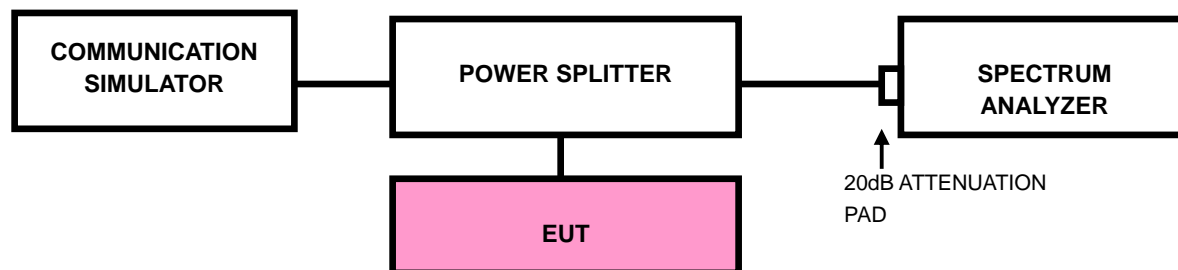 COMMUNICATION
SIMULATOR
POWER SPLITTER
SPECTRUM
ANALYZER
20dB ATTENUATION
PAD
EUT